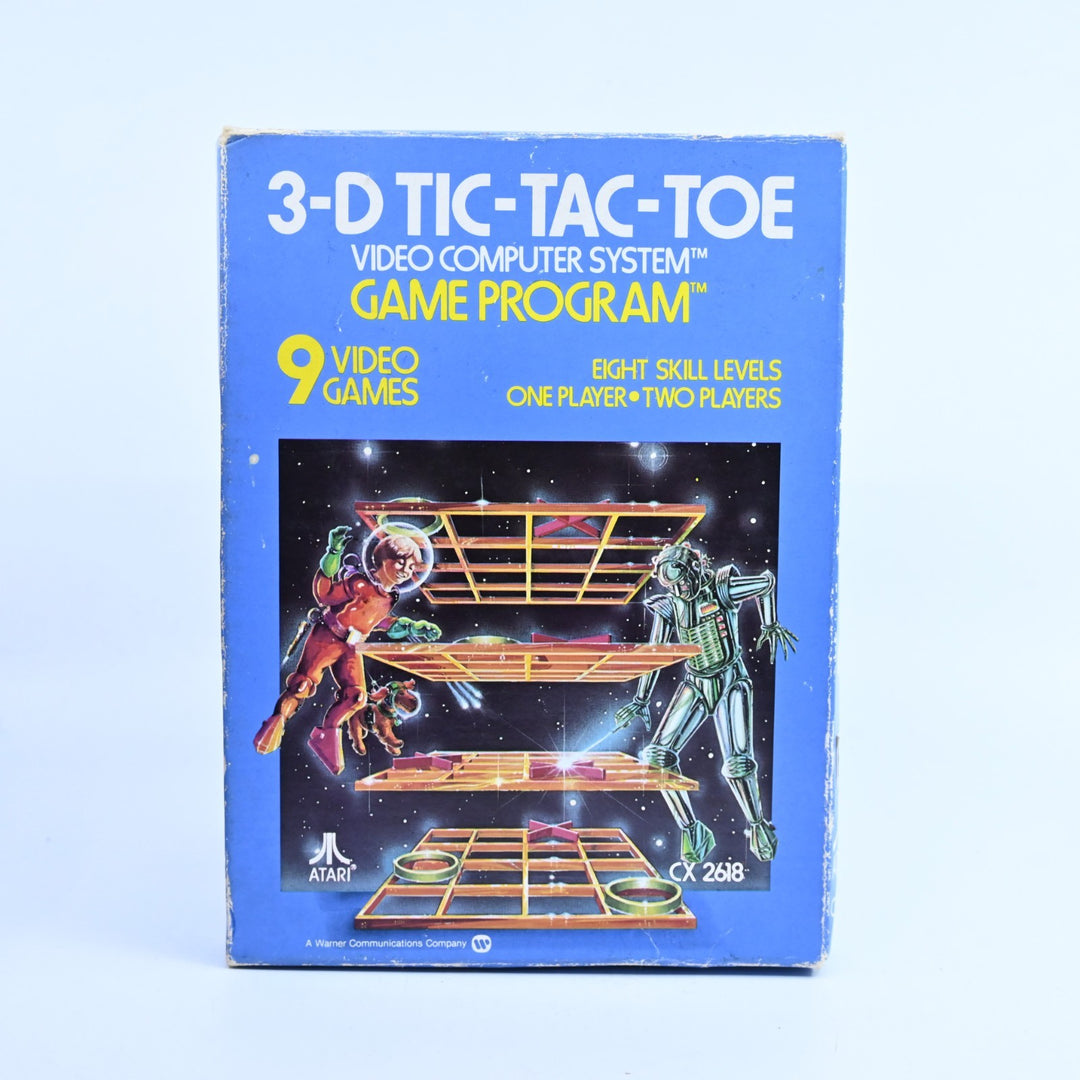 3-D TIC-TAC-TOE
VIDEO COMPUTER SYSTEM™
GAME PROGRAM™
9 VIDEO
GAMES
EIGHT SKILL LEVELS
ONE PLAYER • TWO PLAYERS
ATARI®
CX 2618
A Warner Communications Company